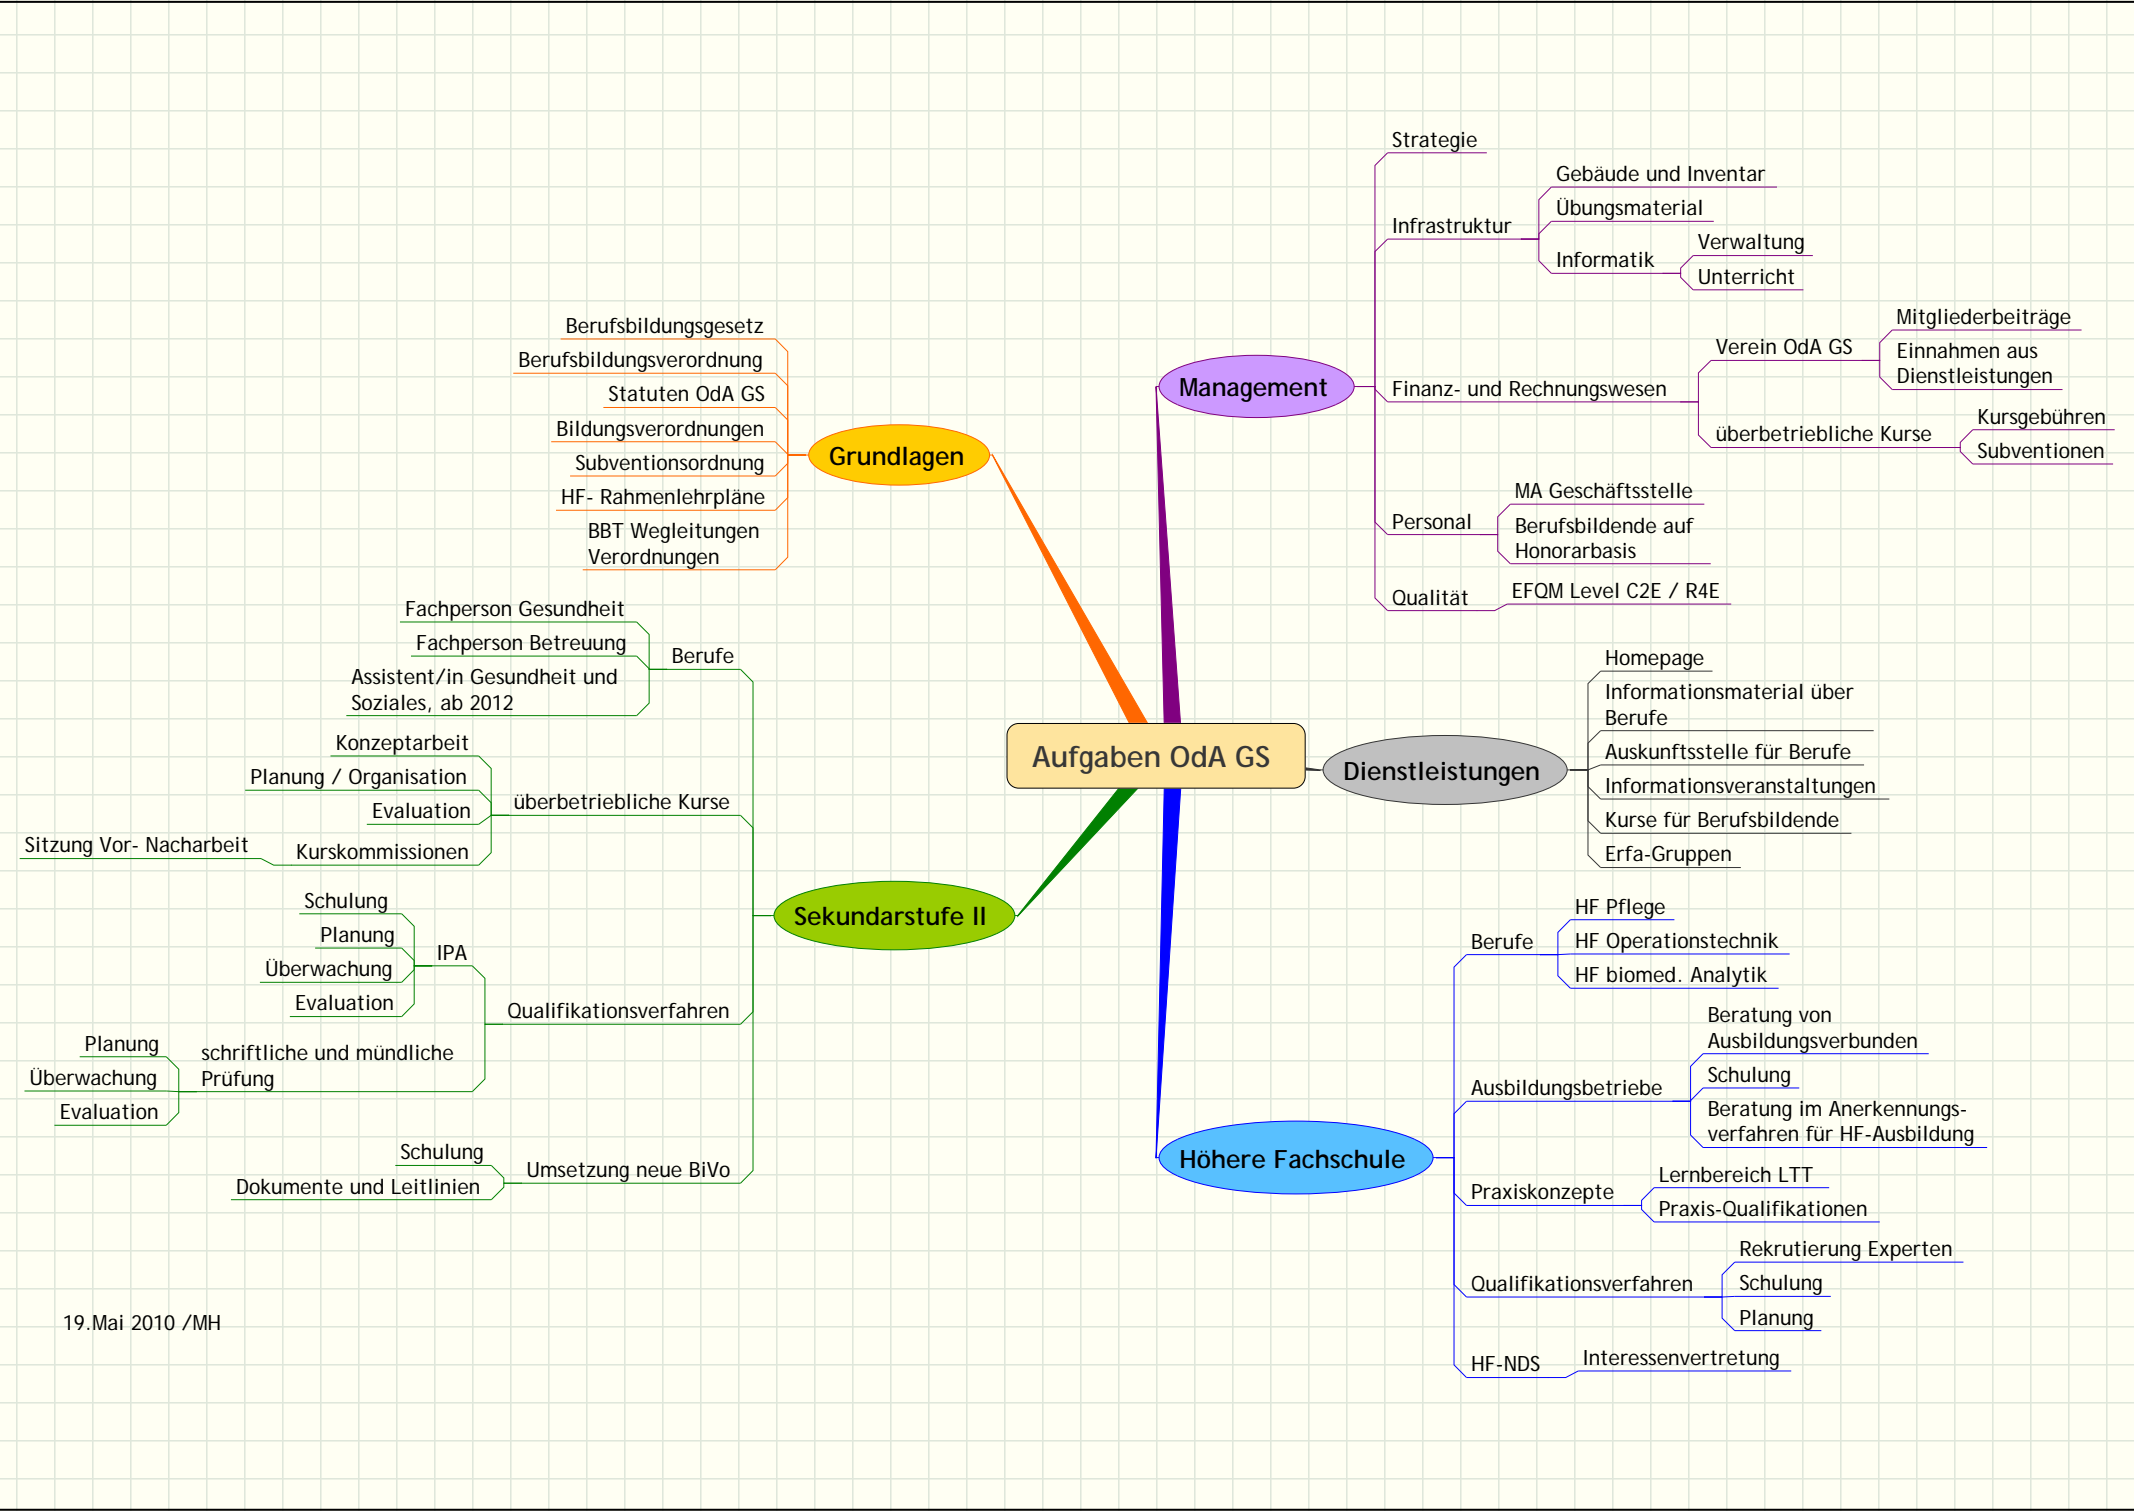 Aufgaben OdA GS
Management
Strategie
Infrastruktur
Gebäude und Inventar
Übungsmaterial
Informatik
Verwaltung
Unterricht
Finanz- und Rechnungswesen
Verein OdA GS
Mitgliederbeiträge
Einnahmen aus
Dienstleistungen
überbetriebliche Kurse
Kursgebühren
Subventionen
Personal
MA Geschäftsstelle
Berufsbildende auf
Honorarbasis
Qualität
EFQM Level C2E / R4E
Dienstleistungen
Homepage
Informationsmaterial über
Berufe
Auskunftsstelle für Berufe
Informationsveranstaltungen
Kurse für Berufsbildende
Erfa-Gruppen
Höhere Fachschule
Berufe
HF Pflege
HF Operationstechnik
HF biomed. Analytik
Ausbildungsbetriebe
Beratung von
Ausbildungsverbunden
Schulung
Beratung im Anerkennungs-
verfahren für HF-Ausbildung
Praxiskonzepte
Lernbereich LTT
Praxis-Qualifikationen
Qualifikationsverfahren
Rekrutierung Experten
Schulung
Planung
HF-NDS
Interessenvertretung
Grundlagen
Berufsbildungsgesetz
Berufsbildungsverordnung
Statuten OdA GS
Bildungsverordnungen
Subventionsordnung
HF- Rahmenlehrpläne
BBT Wegleitungen
Verordnungen
Sekundarstufe II
Berufe
Fachperson Gesundheit
Fachperson Betreuung
Assistent/in Gesundheit und
Soziales, ab 2012
überbetriebliche Kurse
Konzeptarbeit
Planung / Organisation
Evaluation
Kurskommissionen
Sitzung Vor- Nacharbeit
Qualifikationsverfahren
IPA
Schulung
Planung
Überwachung
Evaluation
schriftliche und mündliche
Prüfung
Planung
Überwachung
Evaluation
Umsetzung neue BiVo
Schulung
Dokumente und Leitlinien
19.Mai 2010 /MH